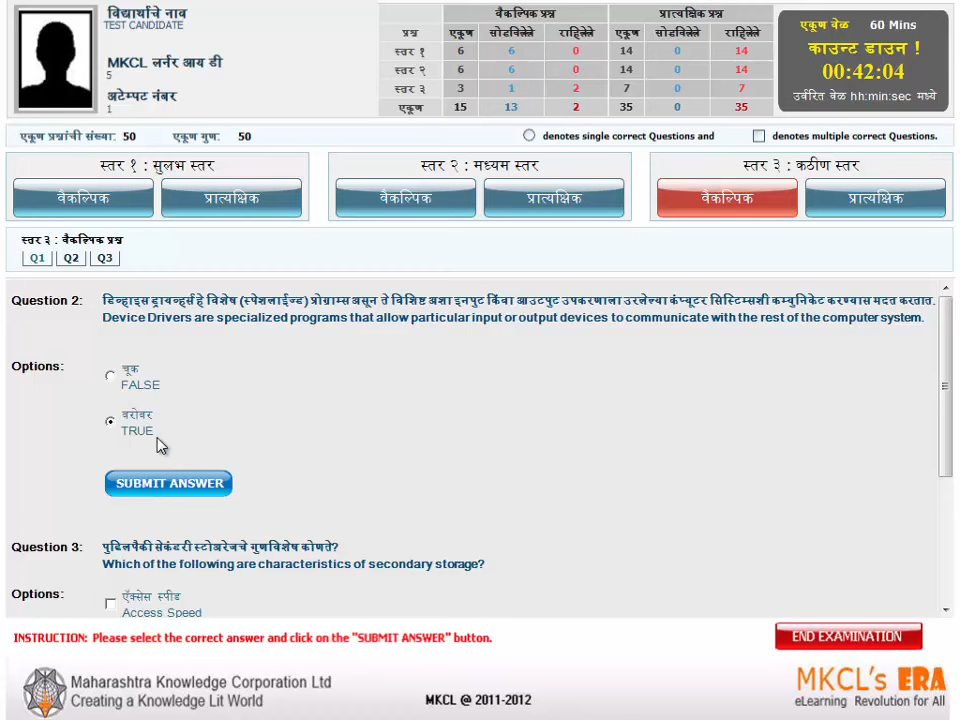 विद्यार्थ्याचे नाव
TEST CANDIDATE
MKCL लर्नर आय डी
5
अटेम्पट नंबर
1
वैकल्पिक प्रश्न प्रात्यक्षिक प्रश्न
प्रश्न एकूण सोडविलेले राहिलेले एकूण सोडविलेले राहिलेले
स्तर १ 6 6 0 14 0 14
स्तर २ 6 6 0 14 0 14
स्तर ३ 3 1 2 7 0 7
एकूण 15 13 2 35 0 35
एकूण वेळ 60 Mins
काउन्ट डाउन !
00:42:04
उर्वरित वेळ hh:min:sec मध्ये
एकूण प्रश्नांची संख्या: 50 एकूण गुण: 50 denotes single correct Questions and denotes multiple correct Questions.
स्तर १ : सुलभ स्तर स्तर २ : मध्यम स्तर स्तर ३ : कठीण स्तर
वैकल्पिक प्रात्यक्षिक वैकल्पिक प्रात्यक्षिक वैकल्पिक प्रात्यक्षिक
स्तर ३ : वैकल्पिक प्रश्न
Q1 Q2 Q3
Question 2: डिव्हाइस ड्रायव्हर्स हे विशेष (स्पेशलाईज्ड) प्रोग्राम्स असून ते विशिष्ट अशा इनपुट किंवा आउटपुट उपकरणाला उरलेल्या कंप्यूटर सिस्टिम्सशी कम्युनिकेट करण्यास मदत करतात.
Device Drivers are specialized programs that allow particular input or output devices to communicate with the rest of the computer system.
Options:
चूक
FALSE
बरोबर
TRUE
SUBMIT ANSWER
Question 3: पुढिलपैकी सेकंडरी स्टोअरेजचे गुणविशेष कोणते?
Which of the following are characteristics of secondary storage?
Options:
ऍक्सेस स्पीड
Access Speed
INSTRUCTION: Please select the correct answer and click on the "SUBMIT ANSWER" button.
END EXAMINATION
Maharashtra Knowledge Corporation Ltd
Creating a Knowledge Lit World
MKCL @ 2011-2012
MKCL's ERA
eLearning Revolution for All